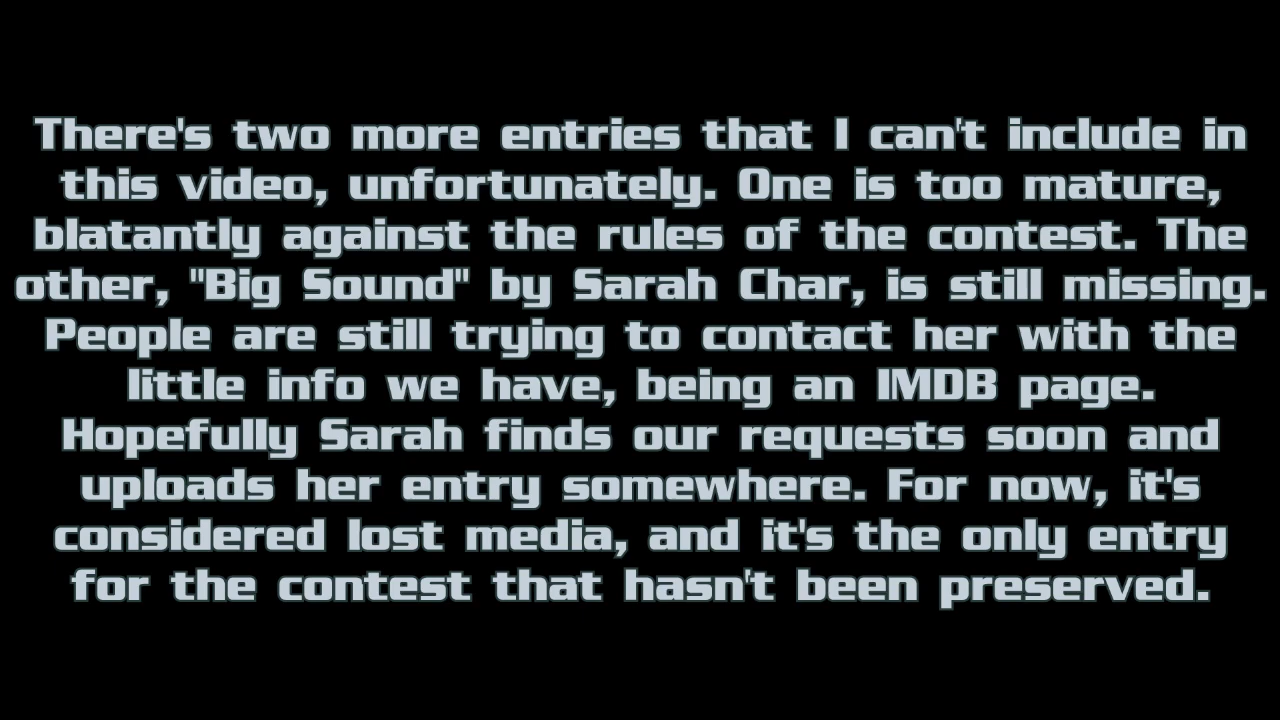 There's two more entries that I can't include in
this video, unfortunately. One is too mature,
blatantly against the rules of the contest. The
other, "Big Sound" by Sarah Char, is still missing.
People are still trying to contact her with the
little info we have, being an IMDB page.
Hopefully Sarah finds our requests soon and
uploads her entry somewhere. For now, it's
considered lost media, and it's the only entry
for the contest that hasn't been preserved.